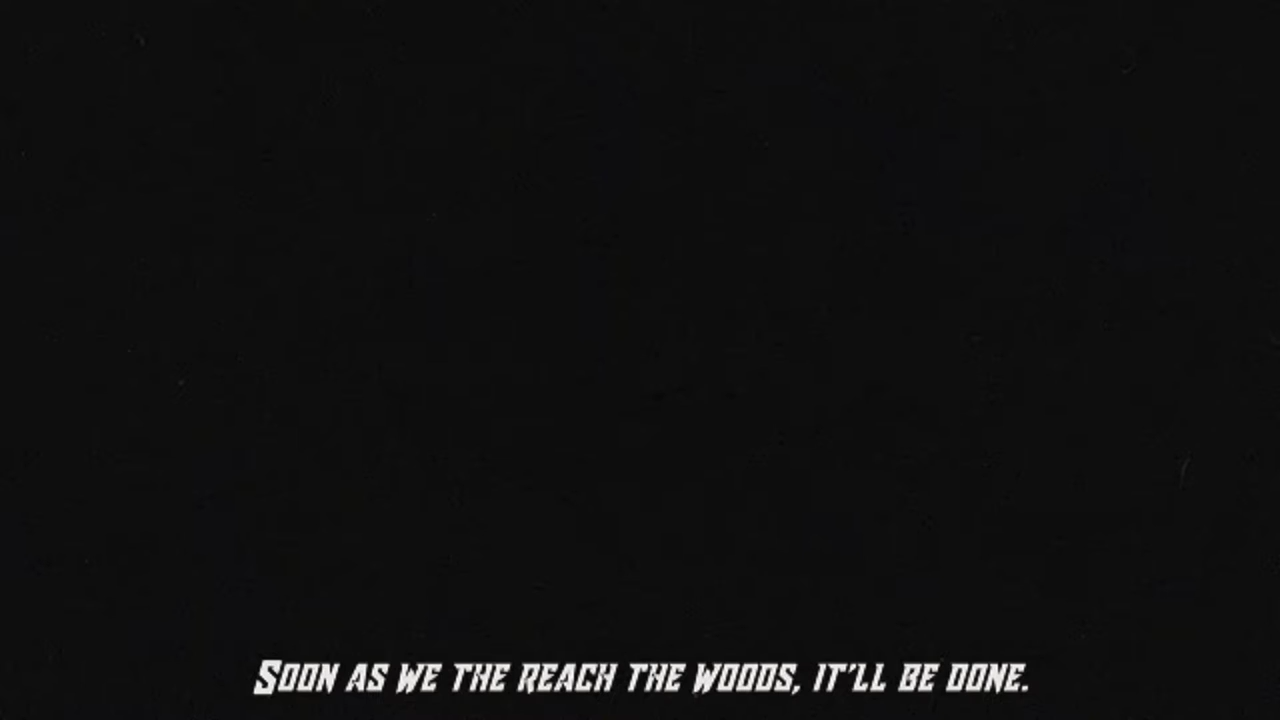 Soon as we the reach the woods, it'll be done.